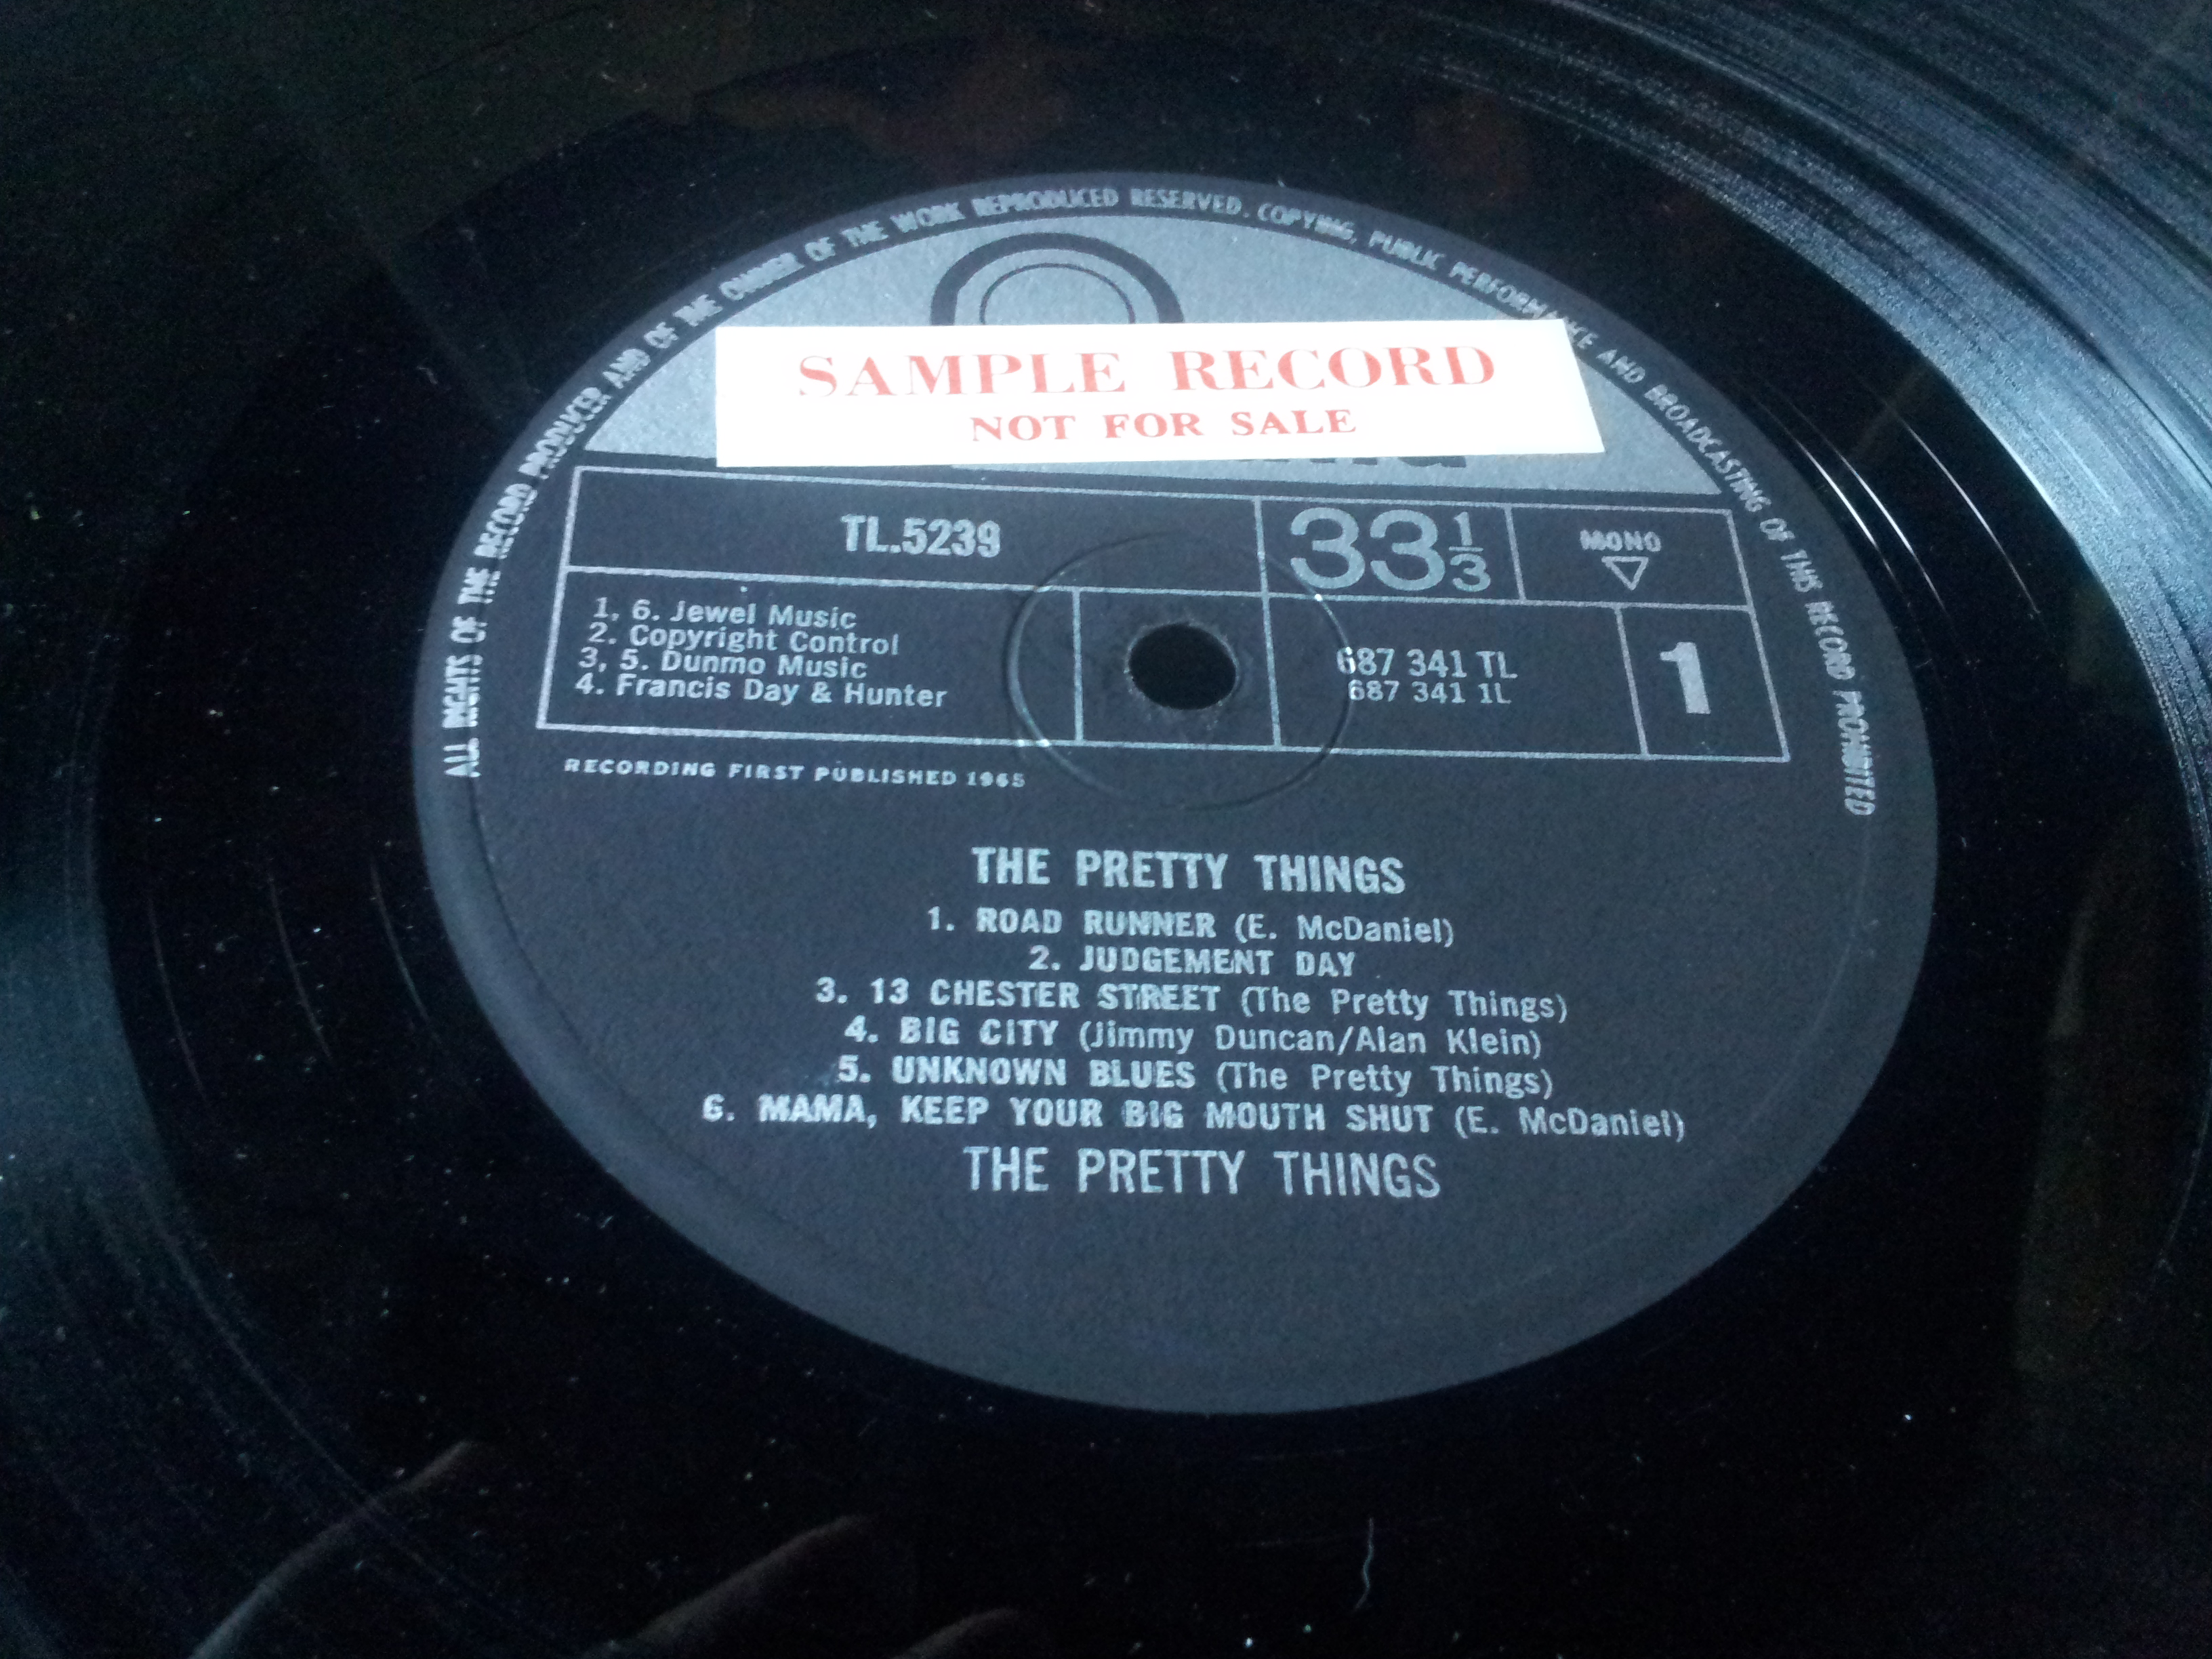 ALL RIGHTS OF THE RECORD PRODUCER AND OF THE OWNER OF THE WORK REPRODUCED RESERVED. COPYING, PUBLIC PERFORMANCE AND BROADCASTING OF THIS RECORD PROHIBITED
SAMPLE RECORD
NOT FOR SALE
TL.5239
33 1/3
MONO
1, 6. Jewel Music
2. Copyright Control
3, 5. Dunmo Music
4. Francis Day & Hunter
687 341 TL
687 341 1L
1
RECORDING FIRST PUBLISHED 1965
THE PRETTY THINGS
1. ROAD RUNNER (E. McDaniel)
2. JUDGEMENT DAY
3. 13 CHESTER STREET (The Pretty Things)
4. BIG CITY (Jimmy Duncan/Alan Klein)
5. UNKNOWN BLUES (The Pretty Things)
6. MAMA, KEEP YOUR BIG MOUTH SHUT (E. McDaniel)
THE PRETTY THINGS